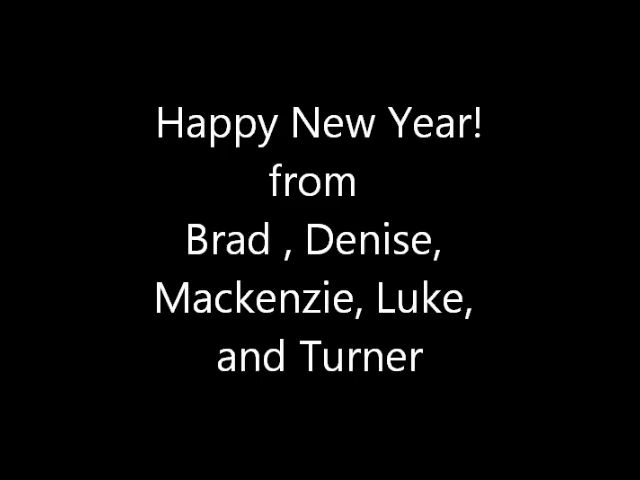 Happy New Year!
from
Brad , Denise,
Mackenzie, Luke,
and Turner